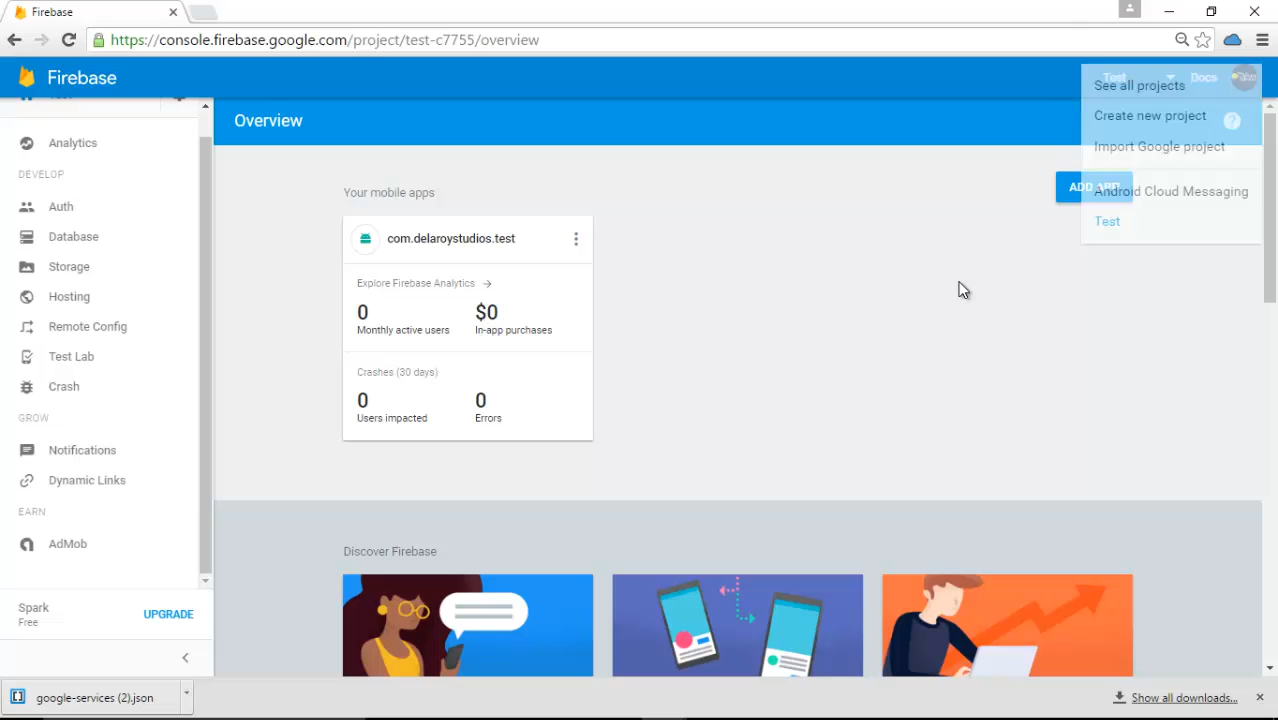 Firebase
https://console.firebase.google.com/project/test-c7755/overview
Firebase
Test
Docs
See all projects
Create new project
?
Import Google project
ADD APP
Android Cloud Messaging
Test
Overview
Analytics
DEVELOP
Auth
Database
Storage
Hosting
Remote Config
Test Lab
Crash
GROW
Notifications
Dynamic Links
EARN
AdMob
Spark
Free
UPGRADE
Your mobile apps
com.delaroystudios.test
Explore Firebase Analytics
0
Monthly active users
$0
In-app purchases
Crashes (30 days)
0
Users impacted
0
Errors
Discover Firebase
google-services (2).json
Show all downloads...